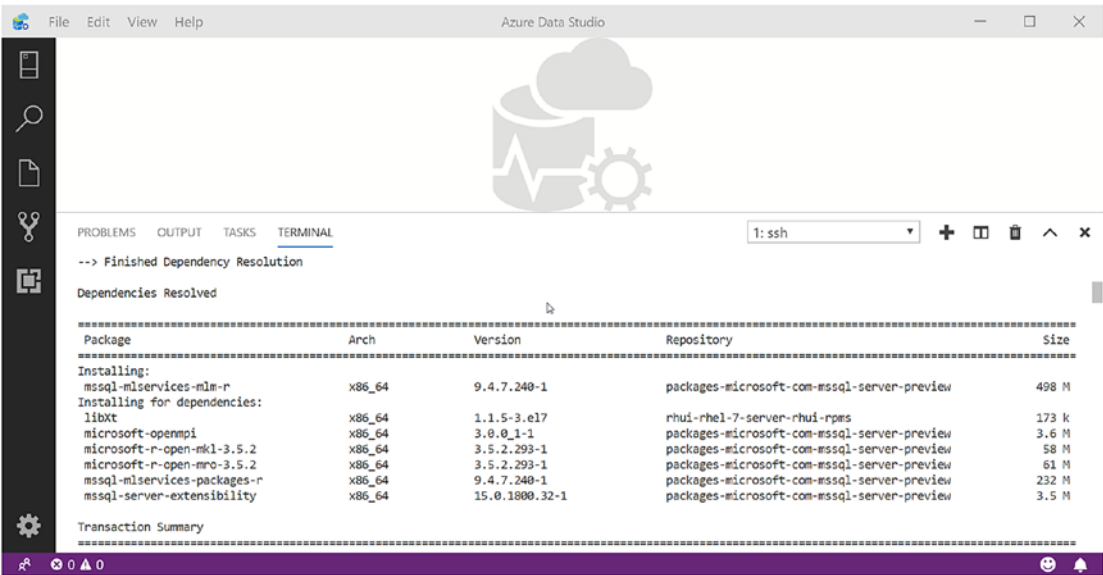 File Edit View Help Azure Data Studio
PROBLEMS OUTPUT TASKS TERMINAL 1: ssh
--> Finished Dependency Resolution
Dependencies Resolved
Package Arch Version Repository Size
Installing:
mssql-mlservices-mlm-r x86_64 9.4.7.240-1 packages-microsoft-com-mssql-server-preview 498 M
Installing for dependencies:
libXt x86_64 1.1.5-3.el7 rhui-rhel-7-server-rhui-rpms 173 k
microsoft-openmpi x86_64 3.0.0_1-1 packages-microsoft-com-mssql-server-preview 3.6 M
microsoft-r-open-mkl-3.5.2 x86_64 3.5.2.293-1 packages-microsoft-com-mssql-server-preview 58 M
microsoft-r-open-mro-3.5.2 x86_64 3.5.2.293-1 packages-microsoft-com-mssql-server-preview 61 M
mssql-mlservices-packages-r x86_64 9.4.7.240-1 packages-microsoft-com-mssql-server-preview 232 M
mssql-server-extensibility x86_64 15.0.1800.32-1 packages-microsoft-com-mssql-server-preview 3.5 M
Transaction Summary
0 0